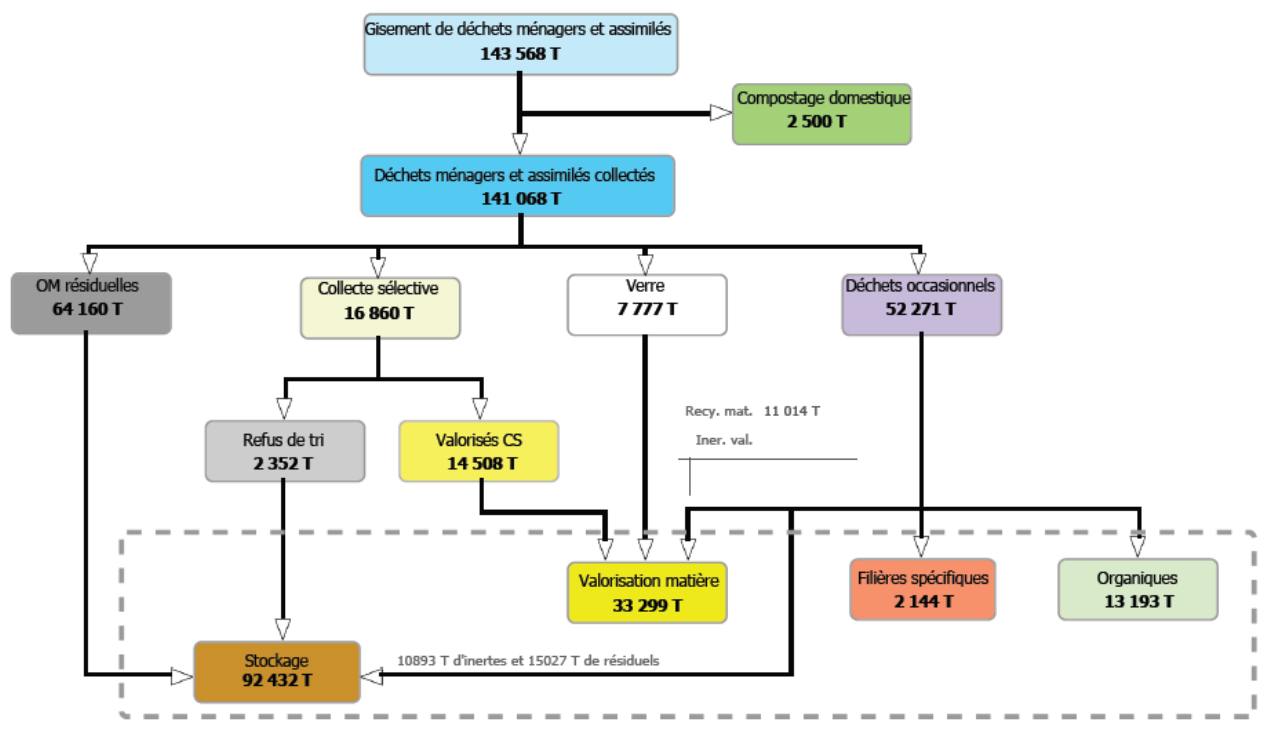 Gisement de déchets ménagers et assimilés
143 568 T
Compostage domestique
2 500 T
Déchets ménagers et assimilés collectés
141 068 T
OM résiduelles
64 160 T
Collecte sélective
16 860 T
Verre
7 777 T
Déchets occasionnels
52 271 T
Recy. mat. 11 014 T
Iner. val.
Refus de tri
2 352 T
Valorisés CS
14 508 T
Valorisation matière
33 299 T
Filières spécifiques
2 144 T
Organiques
13 193 T
Stockage
92 432 T
10893 T d'inertes et 15027 T de résiduels